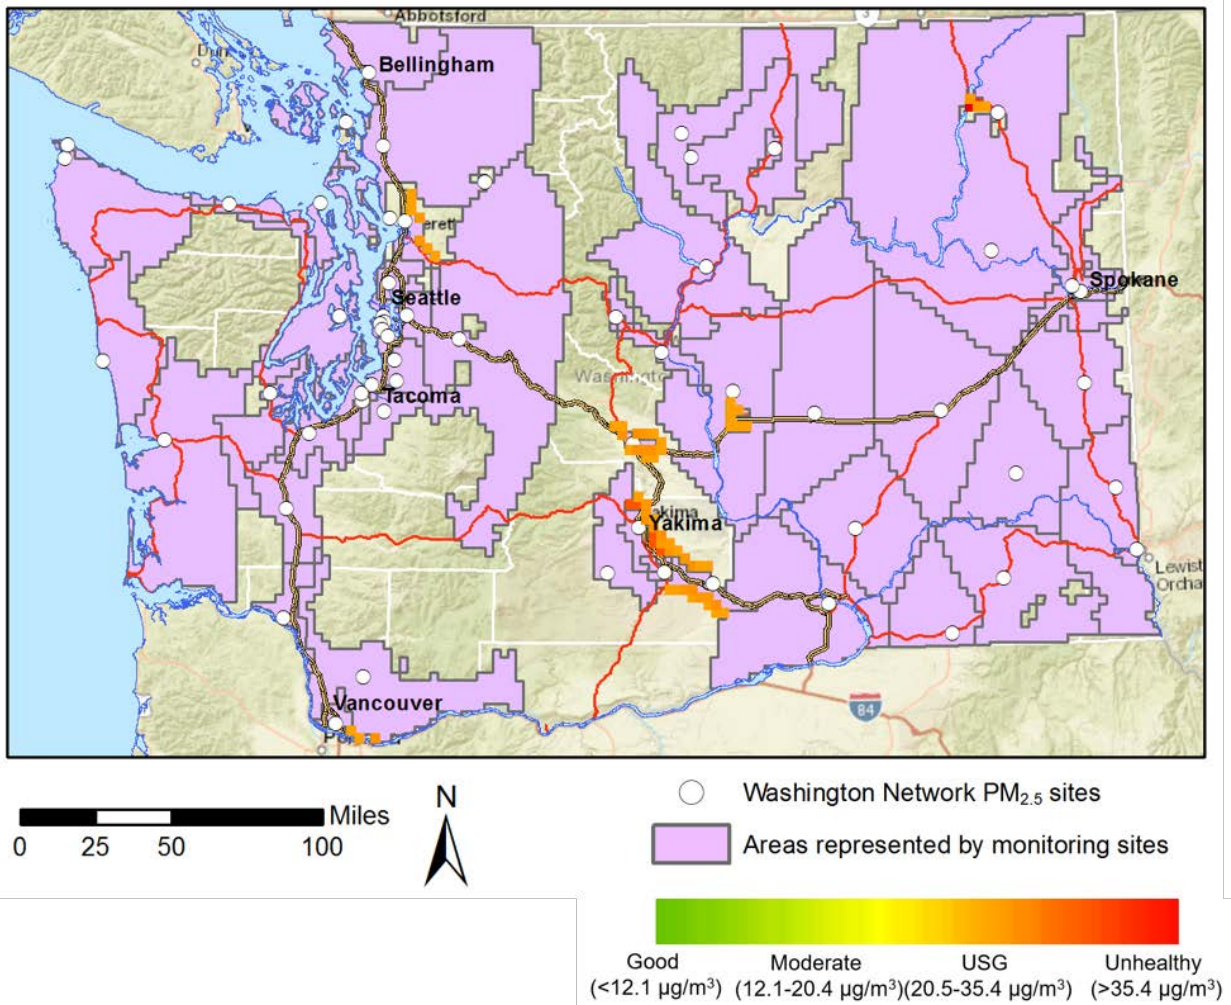 Abbotsford
3
Bellingham
Seattle
Spokane
Tacoma
Yakima
Lewist
Orcha
Vancouver
84
N
Miles
0 25 50 100
Washington Network PM2.5 sites
Areas represented by monitoring sites
Good Moderate USG Unhealthy
(<12.1 µg/m³) (12.1-20.4 µg/m³)(20.5-35.4 µg/m³) (>35.4 µg/m³)